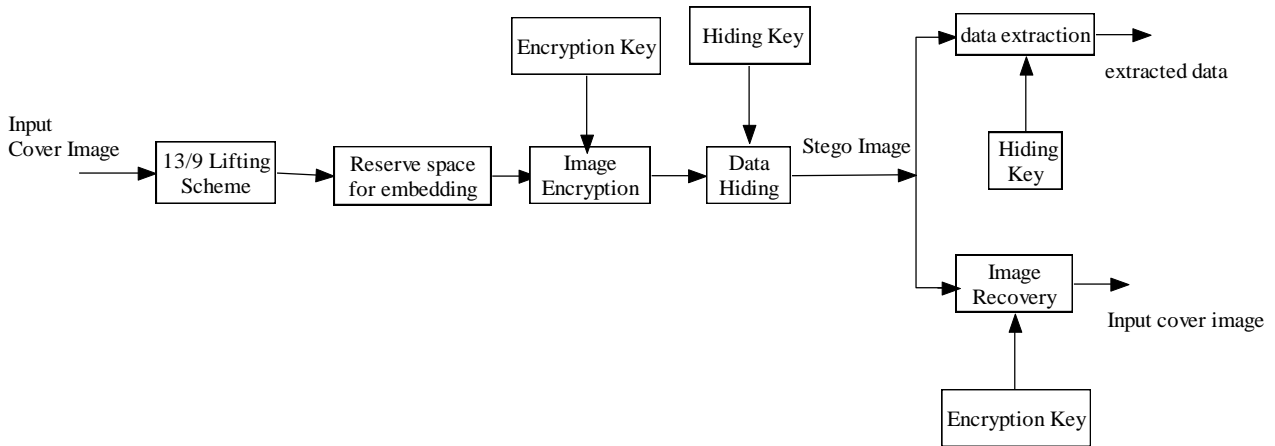 Input
Cover Image
13/9 Lifting
Scheme
Reserve space
for embedding
Encryption Key
Image
Encryption
Hiding Key
Data
Hiding
Stego Image
data extraction
extracted data
Hiding
Key
Image
Recovery
Input cover image
Encryption Key